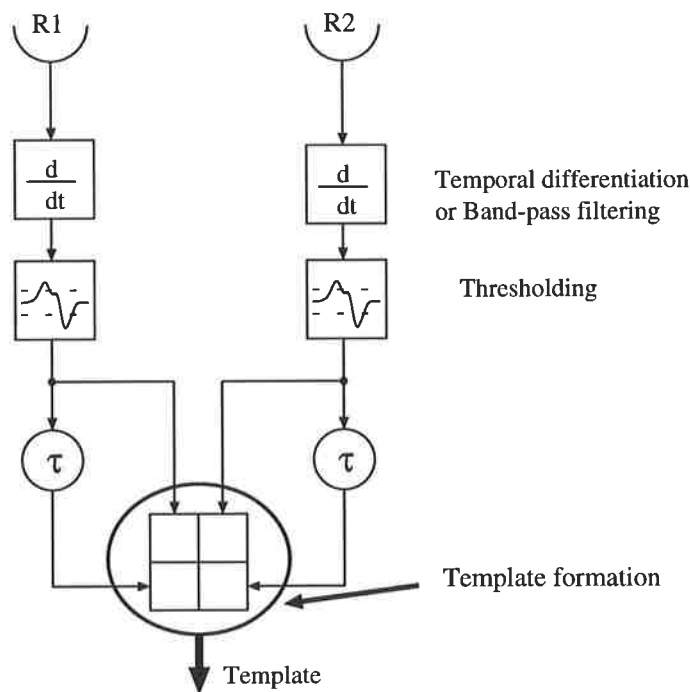 R1
R2
d
dt
d
dt
Temporal differentiation
or Band-pass filtering
Thresholding
τ
τ
Template formation
Template